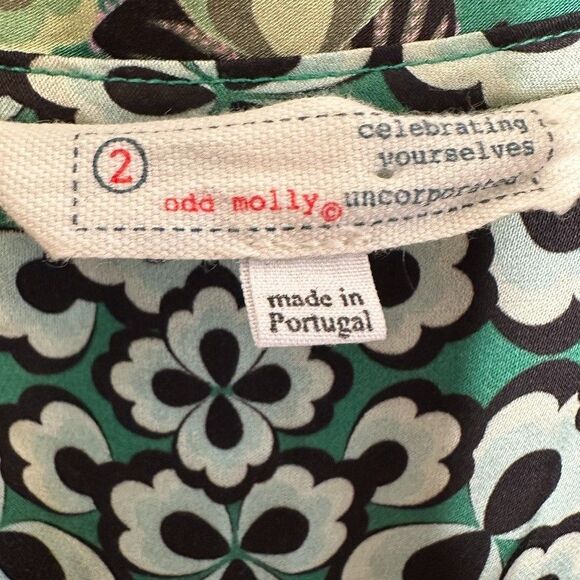 2
celebrating
yourselves
odd molly© uncorporated
made in
Portugal